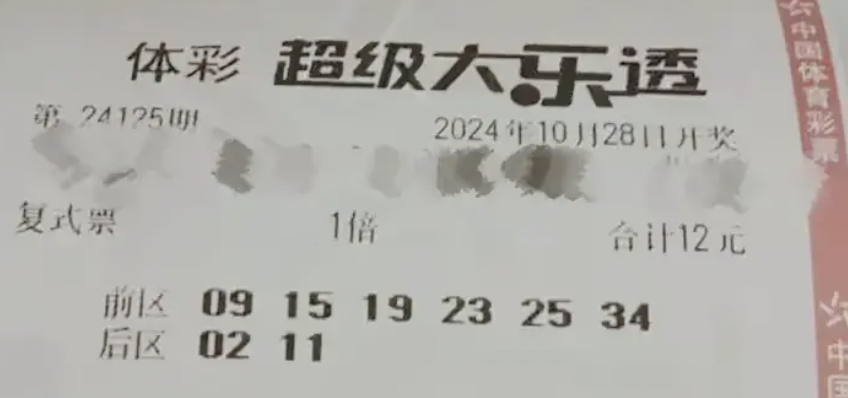 体彩 超级大乐透
第 24125期
2024年10月28日开奖
复式票 1倍 合计12元
前区 09 15 19 23 25 34
后区 02 11
中国体育彩票
中国